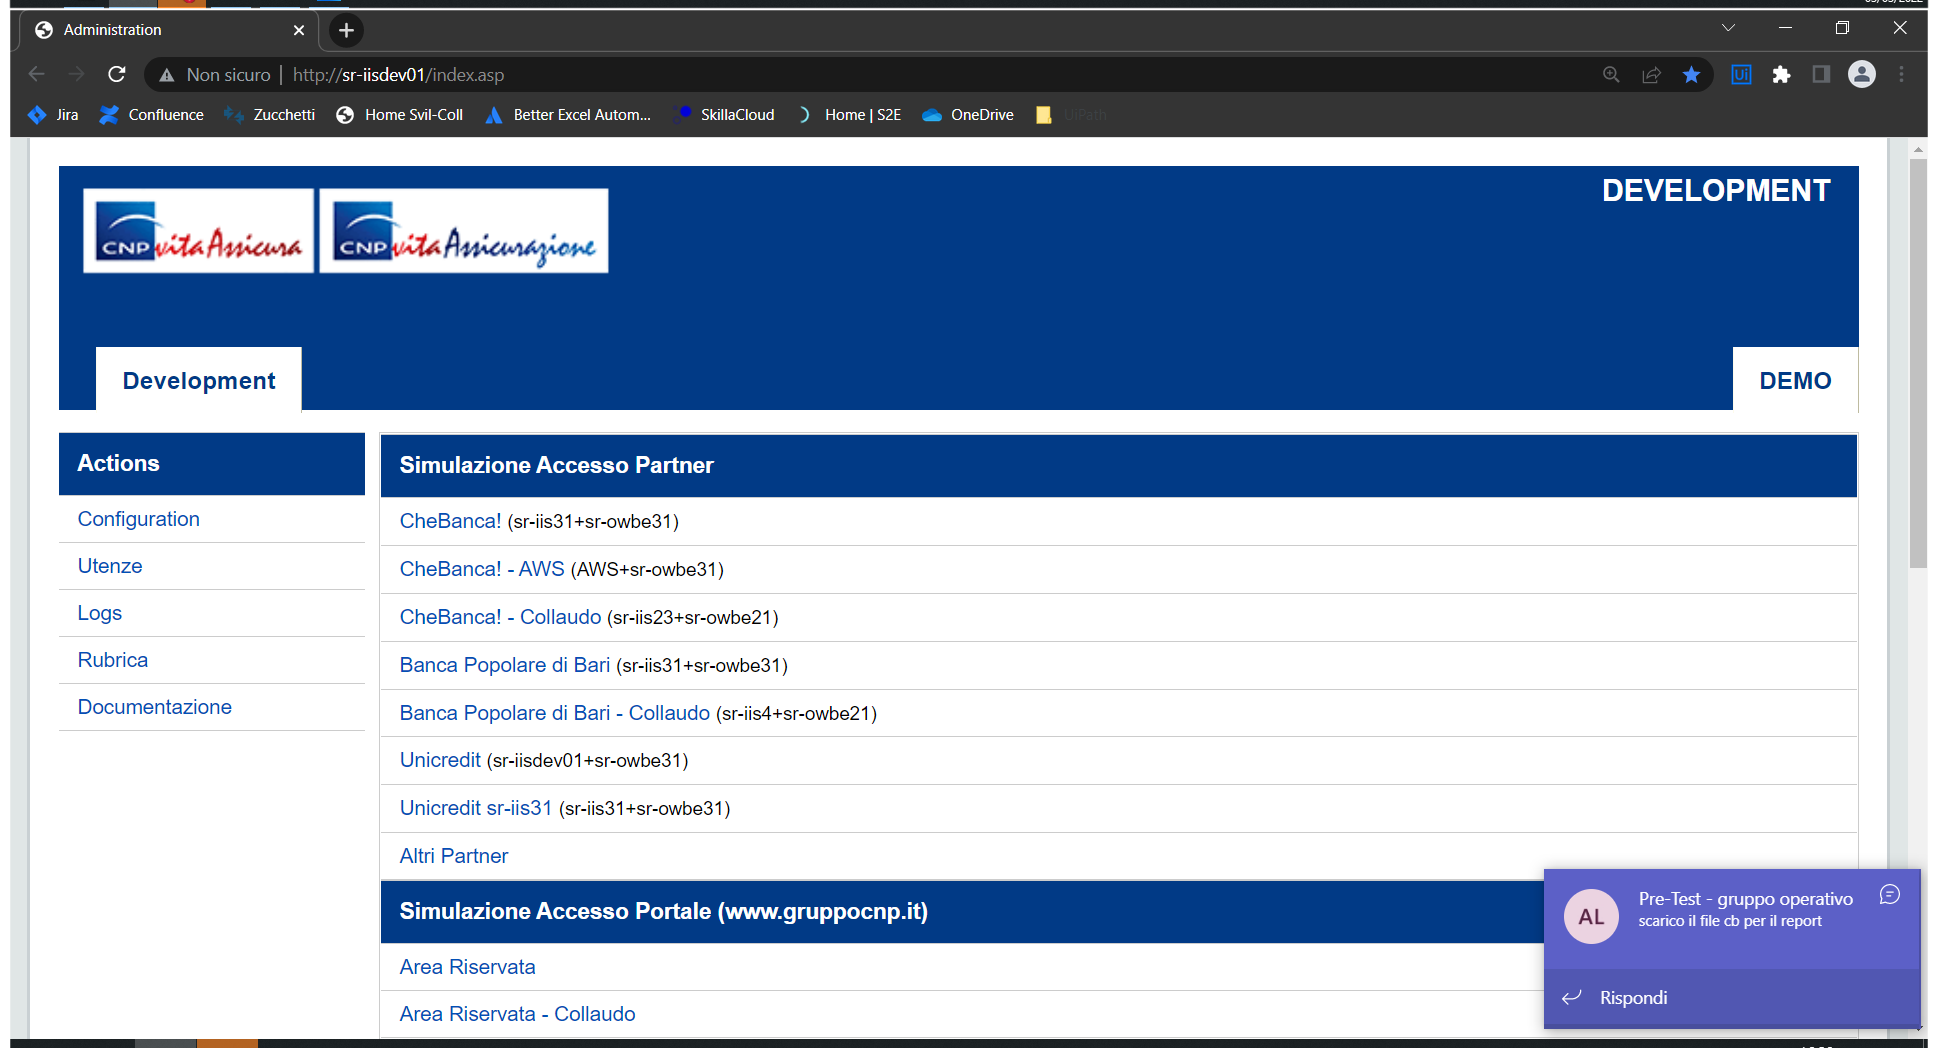 Administration
Non sicuro | http://sr-iisdev01/index.asp
Jira Confluence Zucchetti Home Svil-Coll Better Excel Autom... SkillaCloud Home | S2E OneDrive UiPath
DEVELOPMENT
CNP vita Assicura CNP vita Assicurazione
Development DEMO
Actions
Configuration
Utenze
Logs
Rubrica
Documentazione
Simulazione Accesso Partner
CheBanca! (sr-iis31+sr-owbe31)
CheBanca! - AWS (AWS+sr-owbe31)
CheBanca! - Collaudo (sr-iis23+sr-owbe21)
Banca Popolare di Bari (sr-iis31+sr-owbe31)
Banca Popolare di Bari - Collaudo (sr-iis4+sr-owbe21)
Unicredit (sr-iisdev01+sr-owbe31)
Unicredit sr-iis31 (sr-iis31+sr-owbe31)
Altri Partner
Simulazione Accesso Portale (www.gruppocnp.it)
Area Riservata
Area Riservata - Collaudo
AL
Pre-Test - gruppo operativo
scarico il file cb per il report
Rispondi